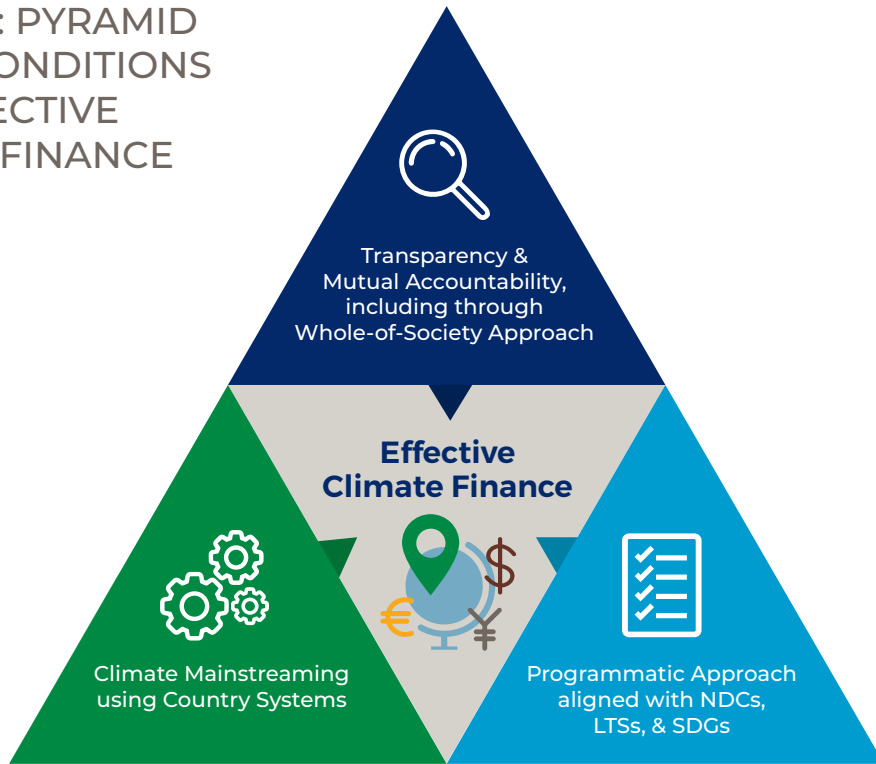 : PYRAMID
ONDITIONS
ECTIVE
FINANCE
Transparency &
Mutual Accountability,
including through
Whole-of-Society Approach
Effective
Climate Finance
$
€
¥
Climate Mainstreaming
using Country Systems
Programmatic Approach
aligned with NDCs,
LTSs, & SDGs